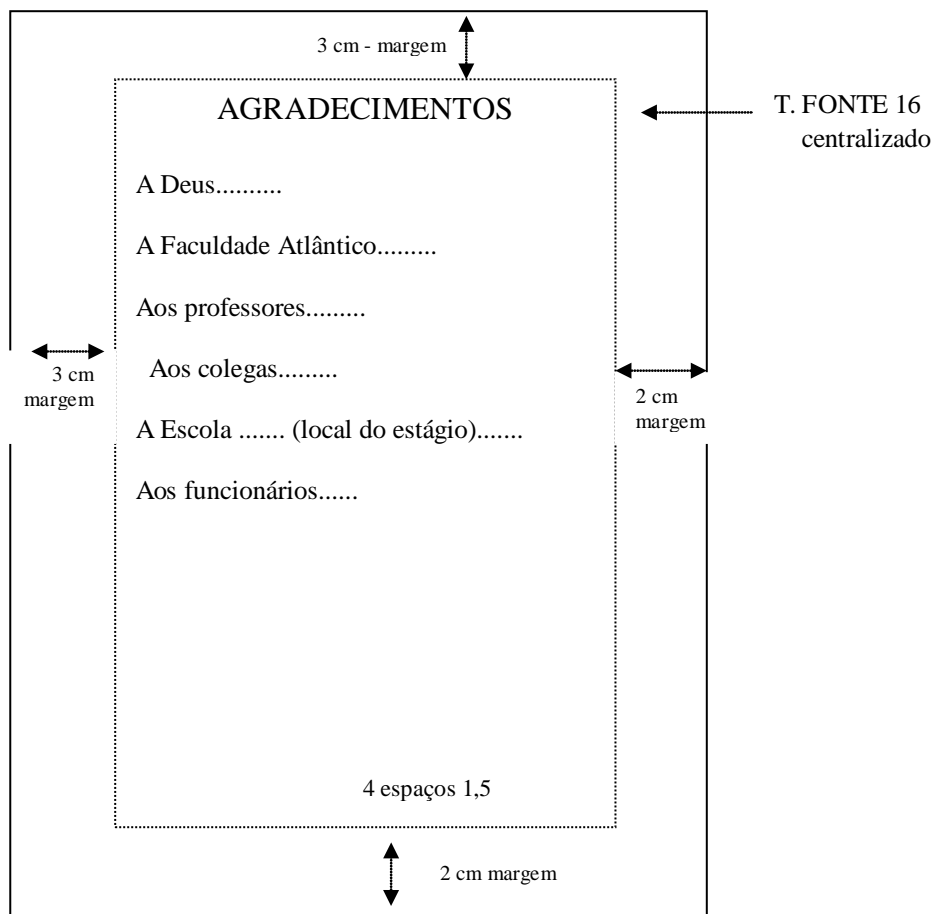 3 cm - margem
AGRADECIMENTOS
T. FONTE 16
centralizado
A Deus..........
A Faculdade Atlântico.........
Aos professores.........
Aos colegas.........
3 cm
margem
2 cm
margem
A Escola ....... (local do estágio).......
Aos funcionários......
4 espaços 1,5
2 cm margem